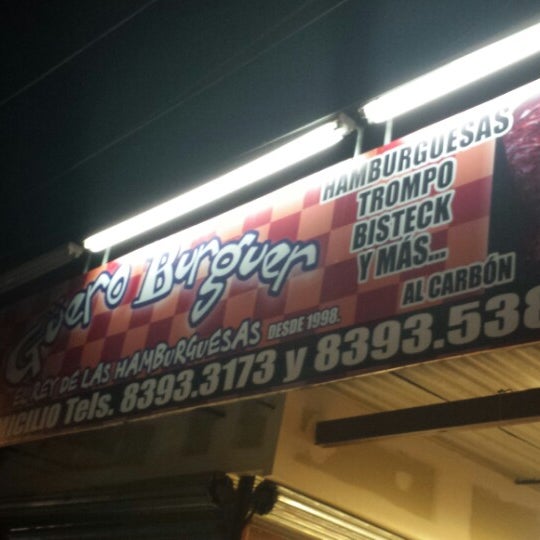 Güero Burguer
EL REY DE LAS HAMBURGUESAS DESDE 1998.
HAMBURGUESAS
TROMPO
BISTECK
Y MÁS...
AL CARBÓN
MICILIO Tels. 8393.3173 y 8393.538